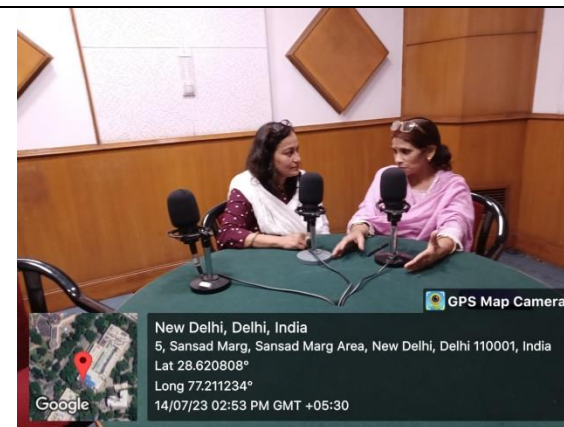 GPS Map Camera
New Delhi, Delhi, India
5, Sansad Marg, Sansad Marg Area, New Delhi, Delhi 110001, India
Lat 28.620808°
Long 77.211234°
14/07/23 02:53 PM GMT +05:30
Google